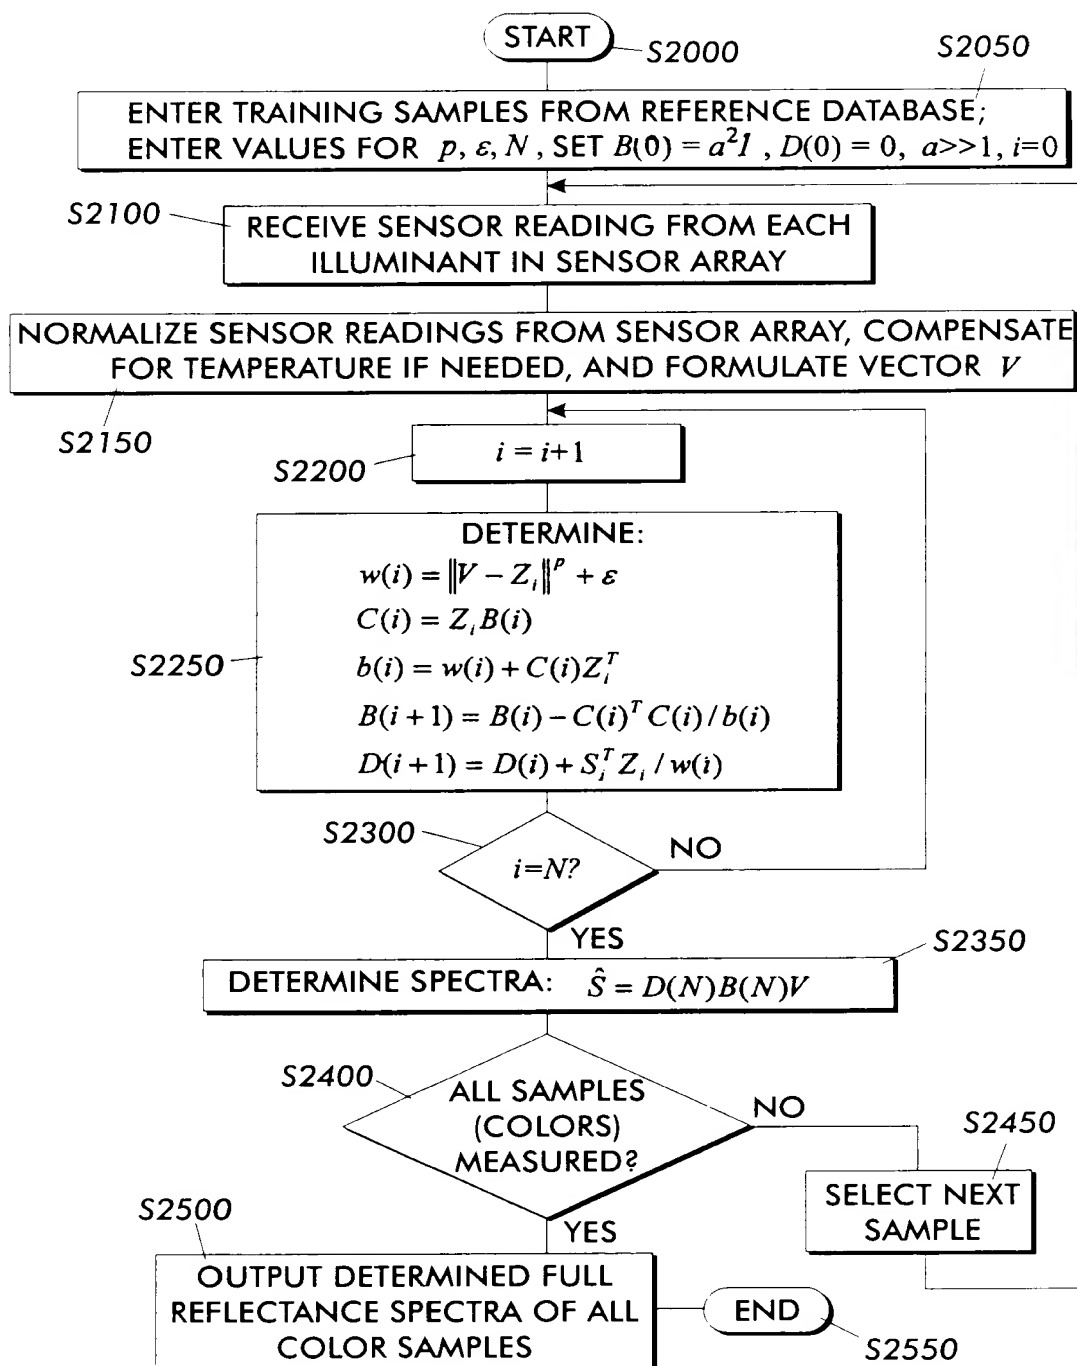 START
S2000
S2050
ENTER TRAINING SAMPLES FROM REFERENCE DATABASE;
ENTER VALUES FOR p, ε, N, SET B(0) = a²I, D(0) = 0, a>>1, i=0
S2100
RECEIVE SENSOR READING FROM EACH
ILLUMINANT IN SENSOR ARRAY
NORMALIZE SENSOR READINGS FROM SENSOR ARRAY, COMPENSATE
FOR TEMPERATURE IF NEEDED, AND FORMULATE VECTOR V
S2150
i = i+1
S2200
DETERMINE:
w(i) = ||V − Z_i||^p + ε
C(i) = Z_i B(i)
S2250
b(i) = w(i) + C(i)Z_i^T
B(i + 1) = B(i) − C(i)^T C(i) / b(i)
D(i + 1) = D(i) + S_i^T Z_i / w(i)
S2300
i=N?
NO
YES
S2350
DETERMINE SPECTRA: Ŝ = D(N)B(N)V
S2400
ALL SAMPLES
(COLORS)
MEASURED?
NO
S2450
SELECT NEXT
SAMPLE
S2500
YES
OUTPUT DETERMINED FULL
REFLECTANCE SPECTRA OF ALL
COLOR SAMPLES
END
S2550